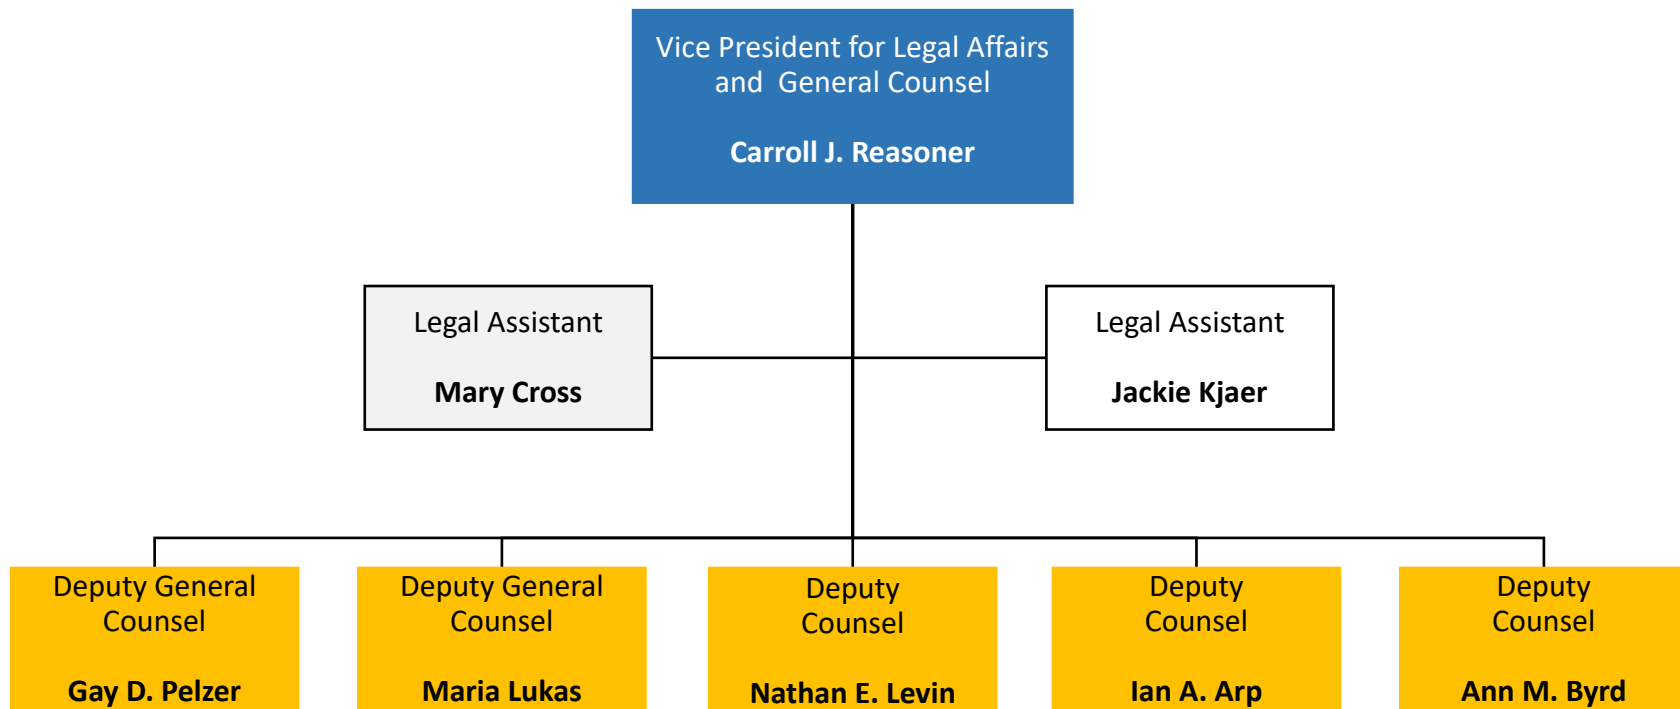 Vice President for Legal Affairs
and General Counsel
Carroll J. Reasoner
Legal Assistant
Mary Cross
Legal Assistant
Jackie Kjaer
Deputy General
Counsel
Gay D. Pelzer
Deputy General
Counsel
Maria Lukas
Deputy
Counsel
Nathan E. Levin
Deputy
Counsel
Ian A. Arp
Deputy
Counsel
Ann M. Byrd